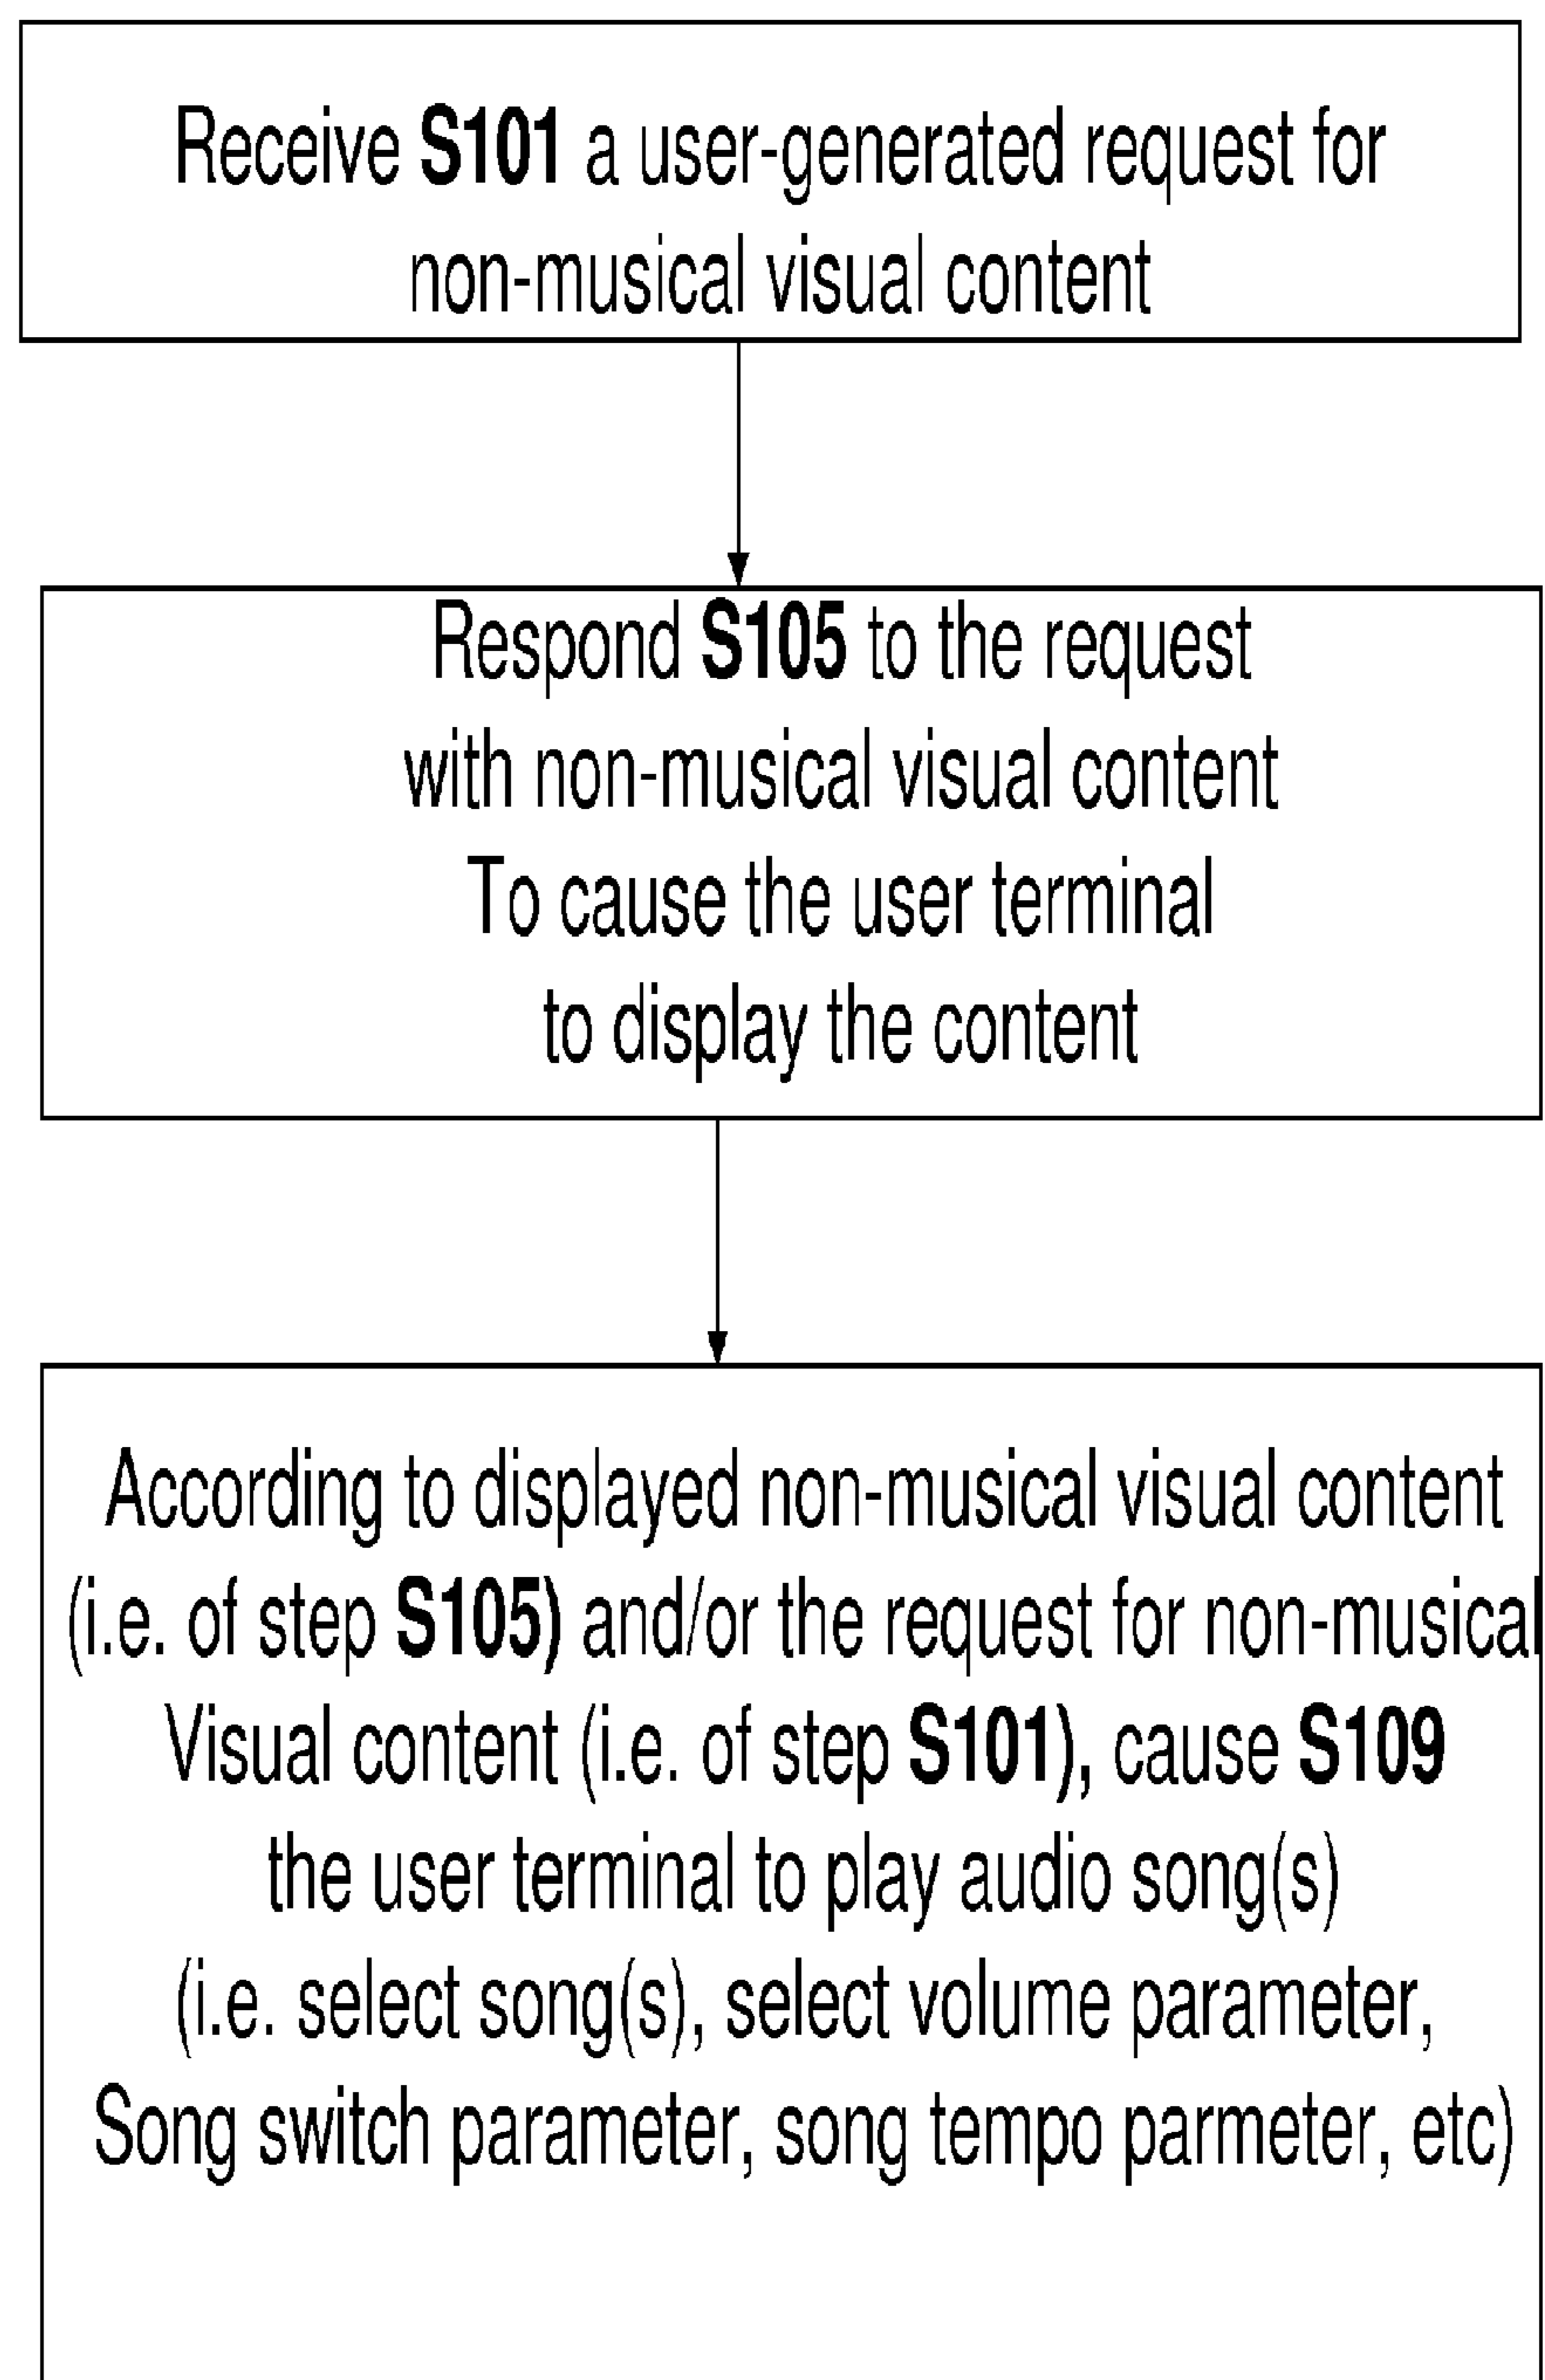 Receive S101 a user-generated request for
non-musical visual content
Respond S105 to the request
with non-musical visual content
To cause the user terminal
to display the content
According to displayed non-musical visual content
(i.e. of step S105) and/or the request for non-musical
Visual content (i.e. of step S101), cause S109
the user terminal to play audio song(s)
(i.e. select song(s), select volume parameter,
Song switch parameter, song tempo parmeter, etc)